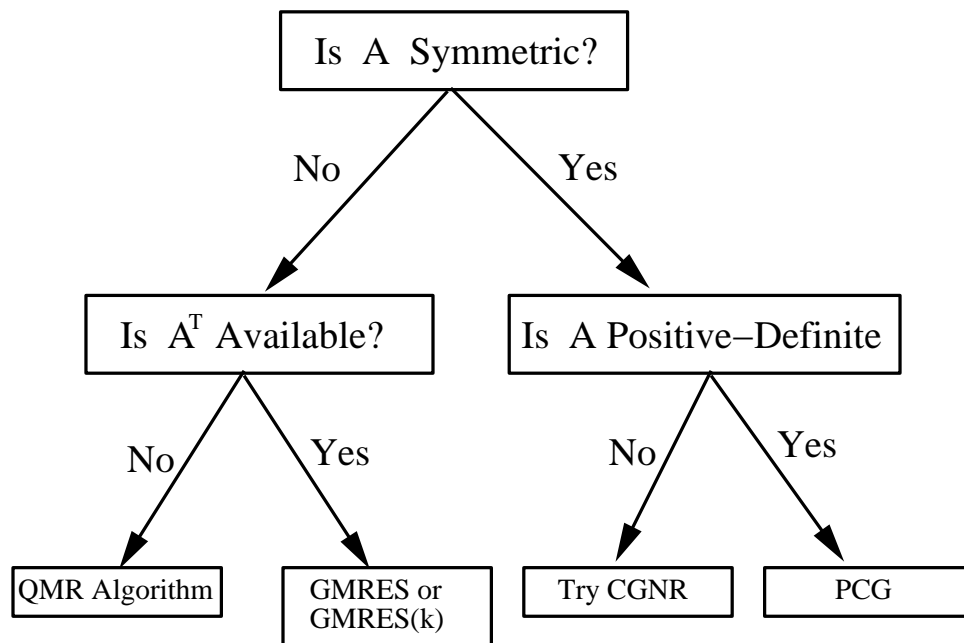 Is A Symmetric?
No
Yes
Is A^T Available?
Is A Positive–Definite
No
Yes
No
Yes
QMR Algorithm
GMRES or
GMRES(k)
Try CGNR
PCG